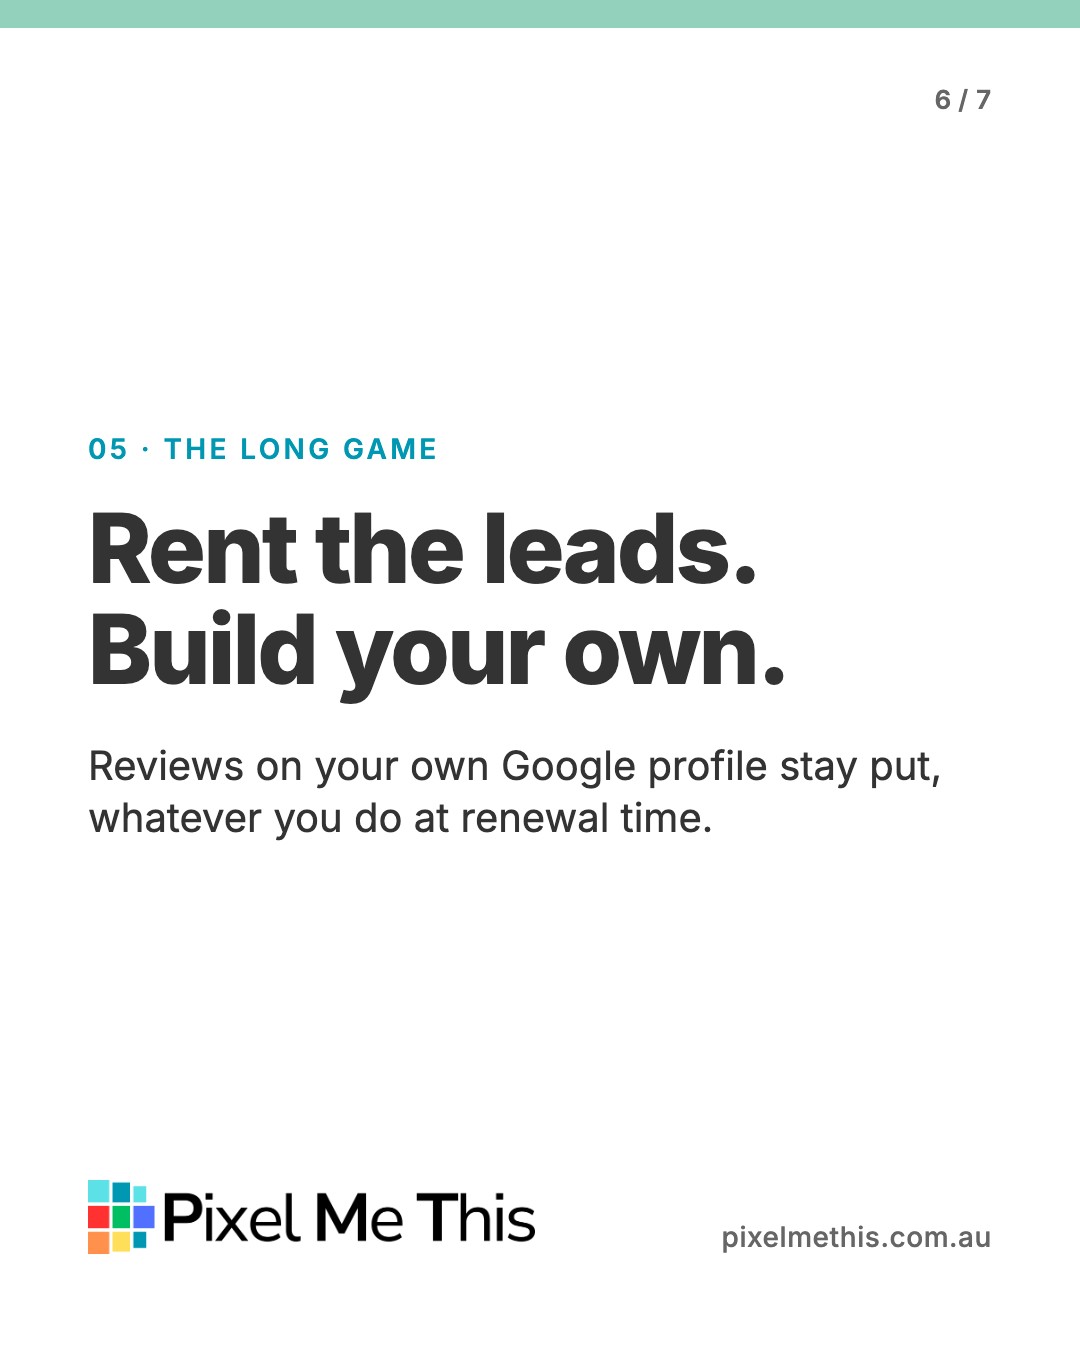 6 / 7
05 · THE LONG GAME
Rent the leads.
Build your own.
Reviews on your own Google profile stay put,
whatever you do at renewal time.
Pixel Me This
pixelmethis.com.au